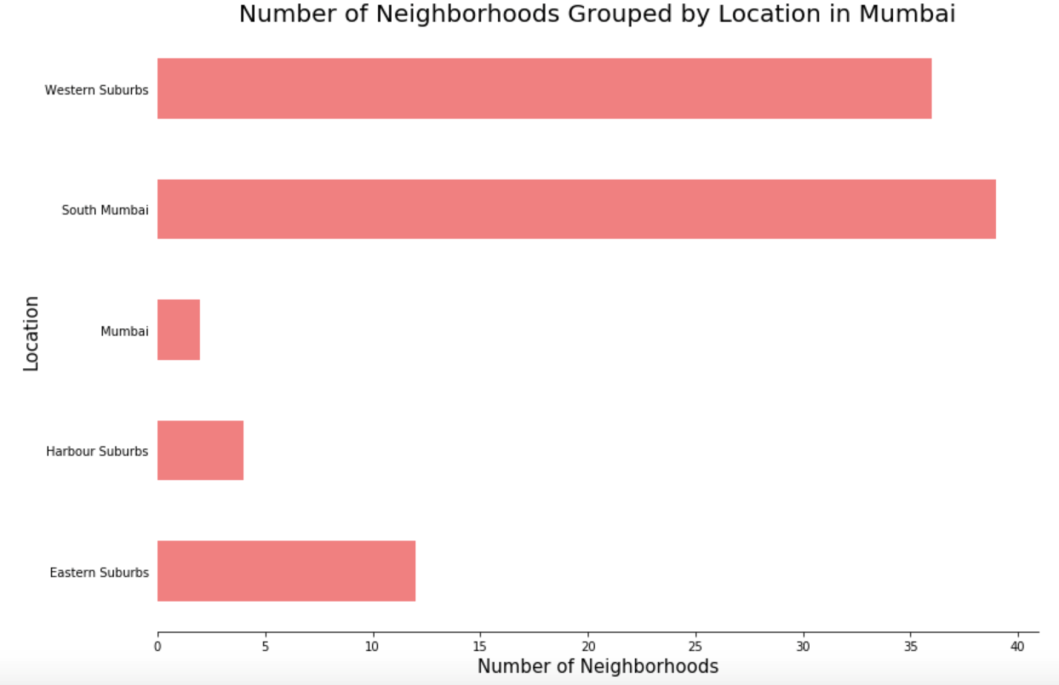 Number of Neighborhoods Grouped by Location in Mumbai
Western Suburbs
South Mumbai
Mumbai
Harbour Suburbs
Eastern Suburbs
Location
0 5 10 15 20 25 30 35 40
Number of Neighborhoods